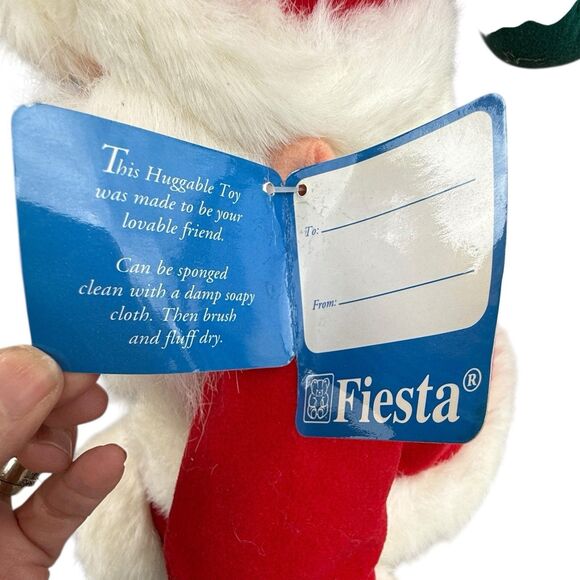 This Huggable Toy
was made to be your
lovable friend.
Can be sponged
clean with a damp soapy
cloth. Then brush
and fluff dry.
To:
From:
Fiesta®